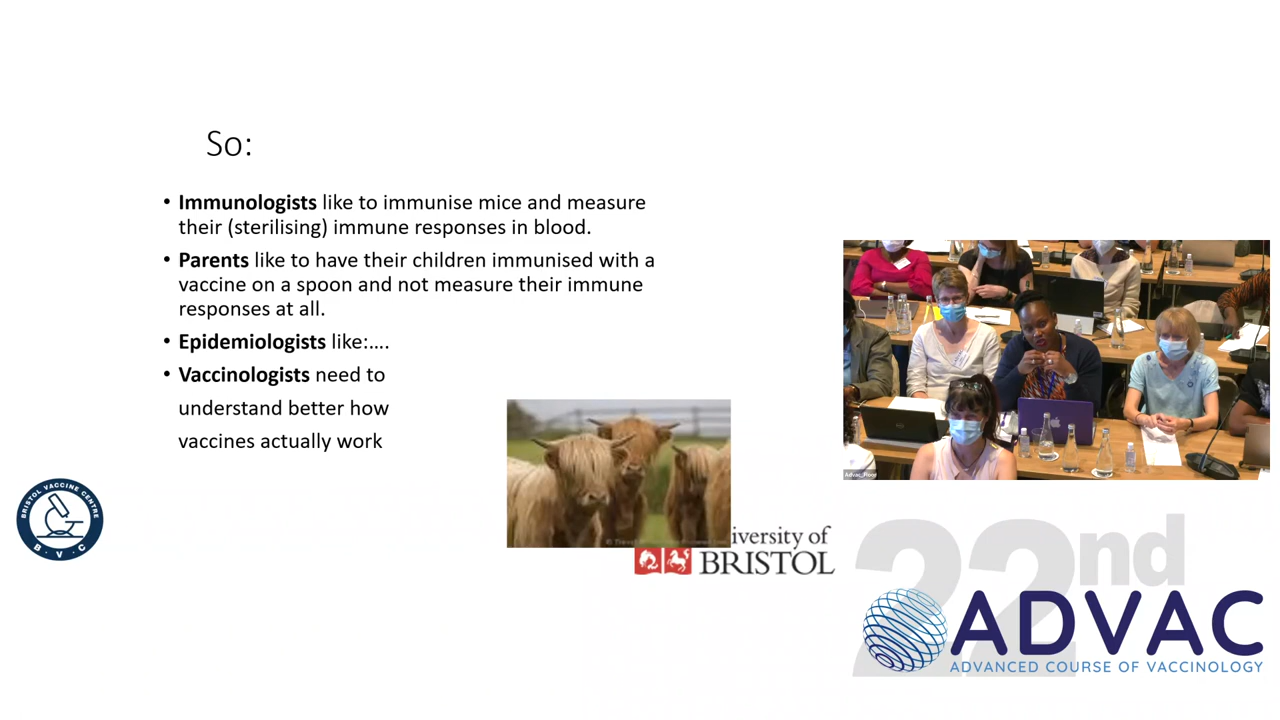 So:
• Immunologists like to immunise mice and measure
their (sterilising) immune responses in blood.
• Parents like to have their children immunised with a
vaccine on a spoon and not measure their immune
responses at all.
• Epidemiologists like:....
• Vaccinologists need to
understand better how
vaccines actually work
BRISTOL VACCINE CENTRE
B · V · C
iversity of
BRISTOL
22nd
ADVAC
ADVANCED COURSE OF VACCINOLOGY